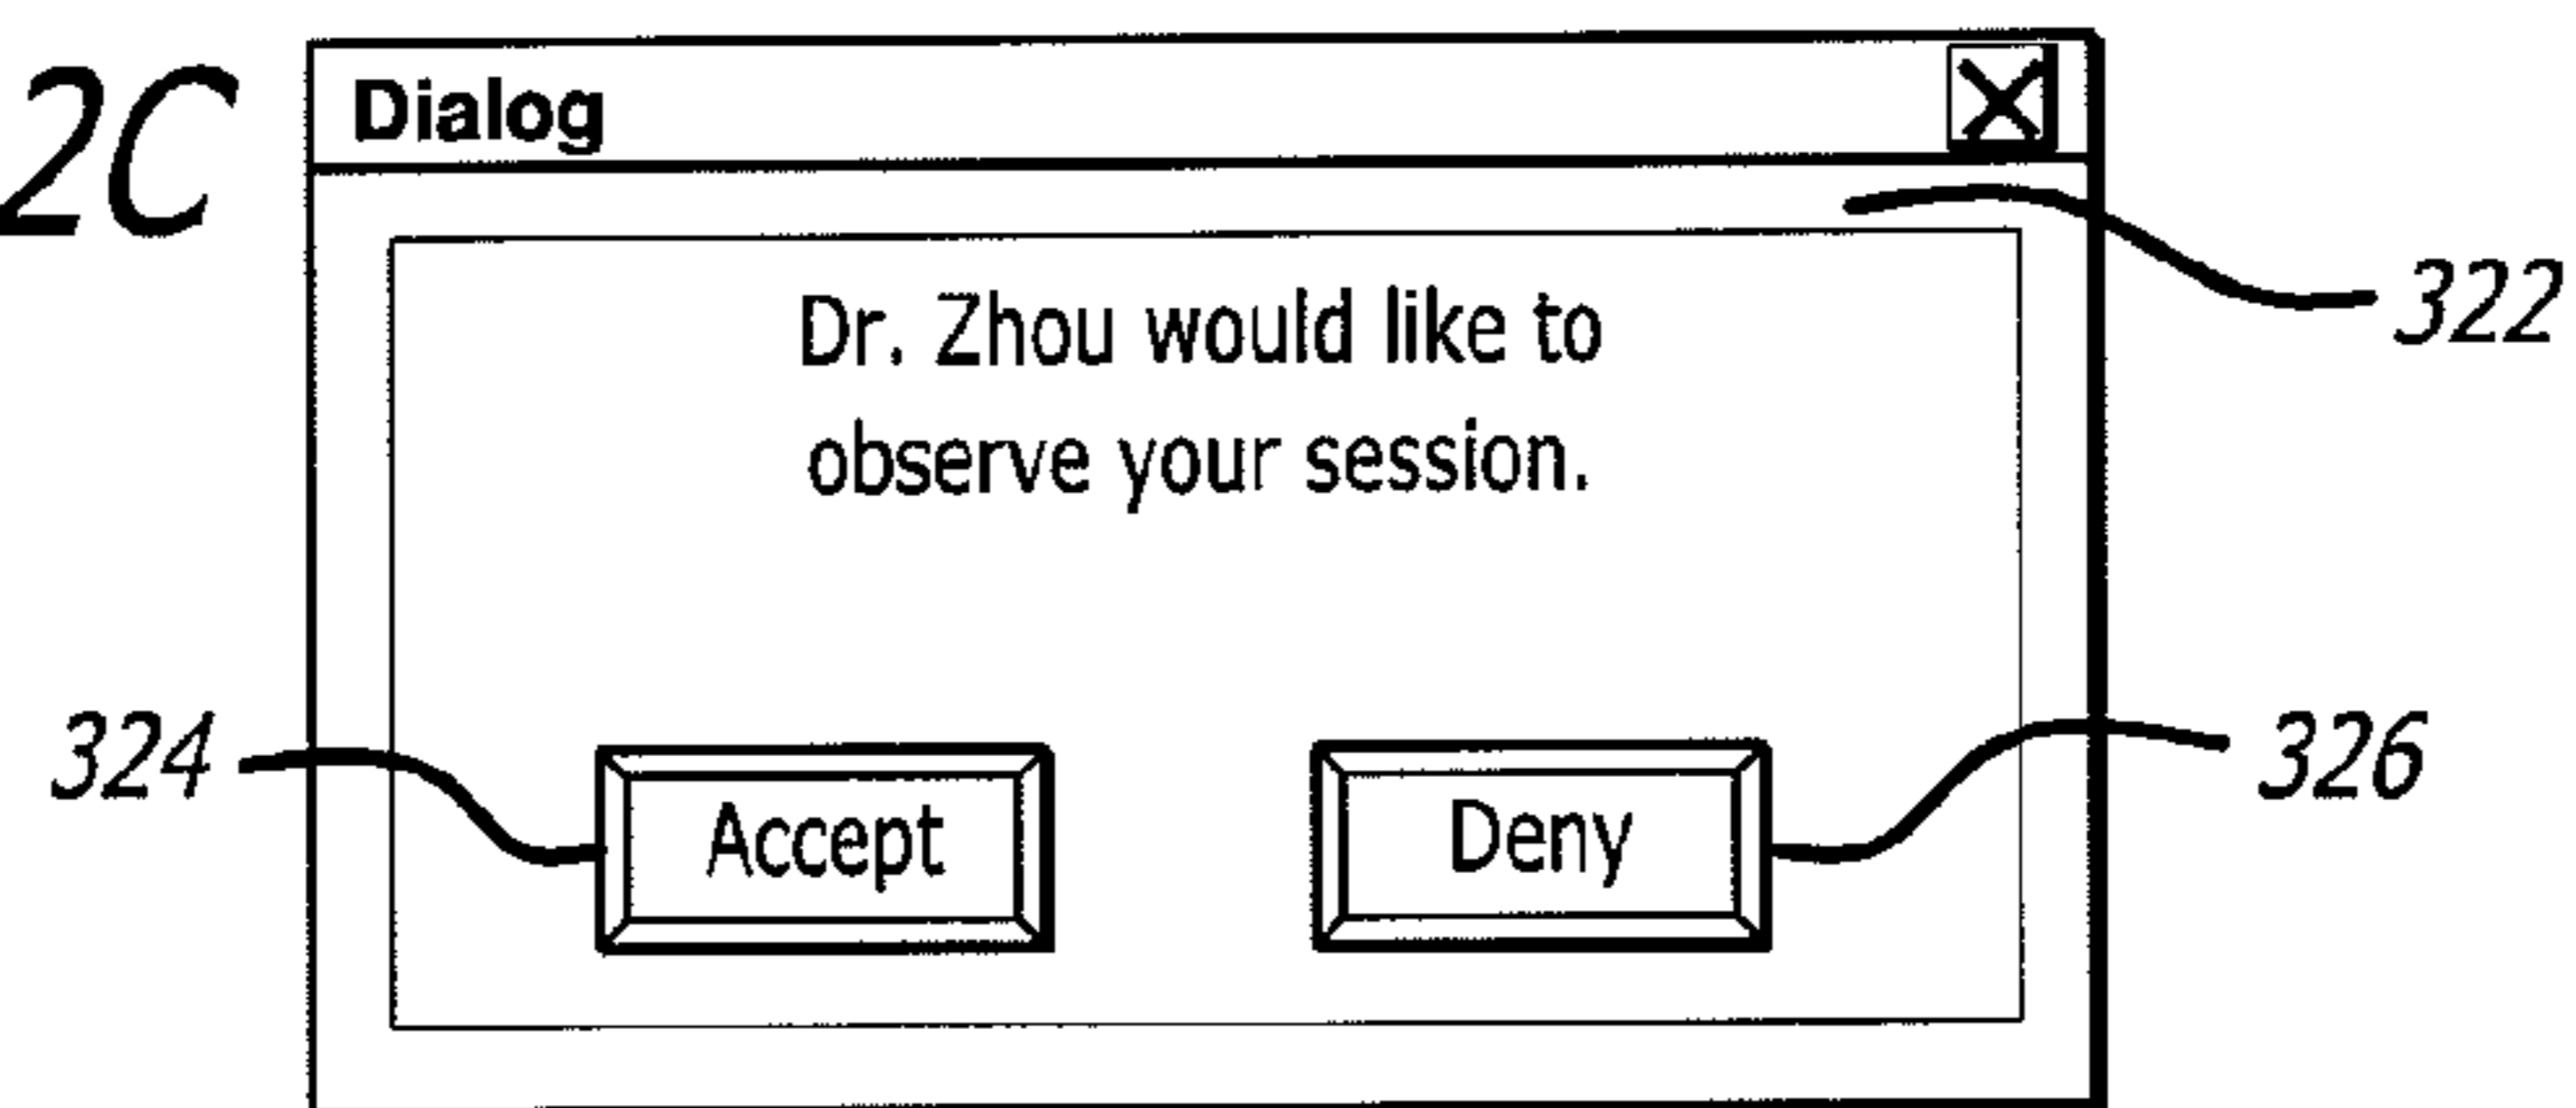 2C
Dialog
322
Dr. Zhou would like to
observe your session.
324
Accept
Deny
326